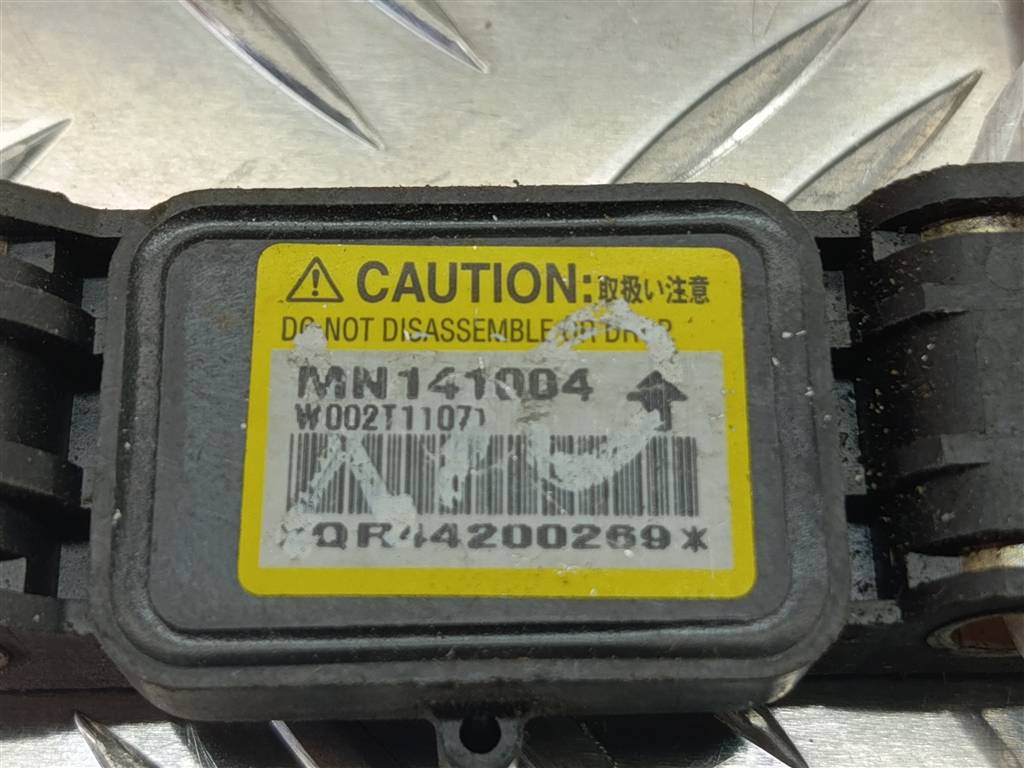 CAUTION:取扱い注意
DO NOT DISASSEMBLE OR DROP
MN141004
W002T11071
*QR44200269*